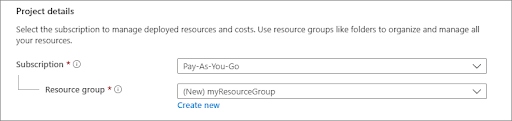 Project details
Select the subscription to manage deployed resources and costs. Use resource groups like folders to organize and manage all
your resources.
Subscription * Pay-As-You-Go
Resource group * (New) myResourceGroup
Create new